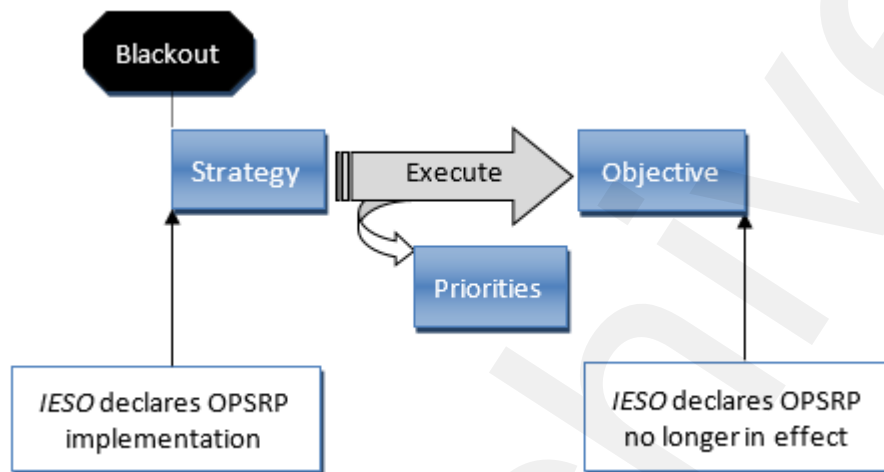 Blackout
Strategy
Execute
Objective
Priorities
IESO declares OPSRP
implementation
IESO declares OPSRP
no longer in effect